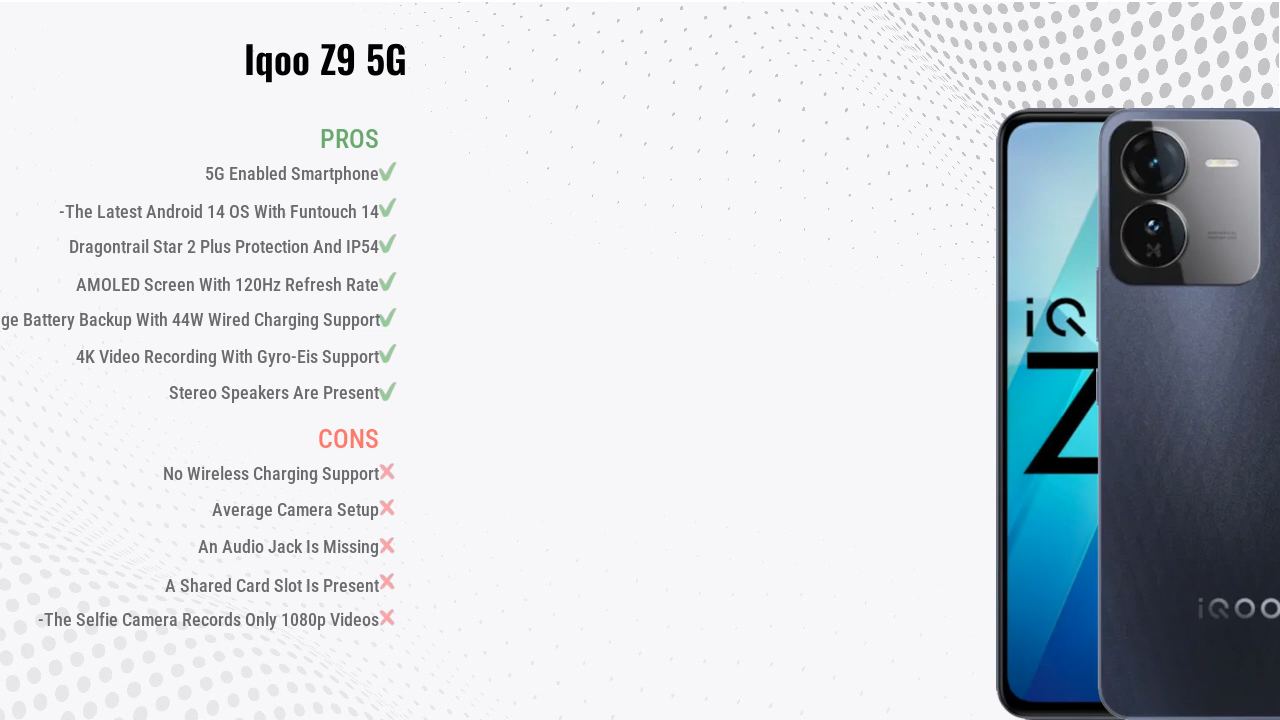 Iqoo Z9 5G
PROS
5G Enabled Smartphone
-The Latest Android 14 OS With Funtouch 14
Dragontrail Star 2 Plus Protection And IP54
AMOLED Screen With 120Hz Refresh Rate
ge Battery Backup With 44W Wired Charging Support
4K Video Recording With Gyro-Eis Support
Stereo Speakers Are Present
CONS
No Wireless Charging Support
Average Camera Setup
An Audio Jack Is Missing
A Shared Card Slot Is Present
-The Selfie Camera Records Only 1080p Videos
iQ
Z
iQOO